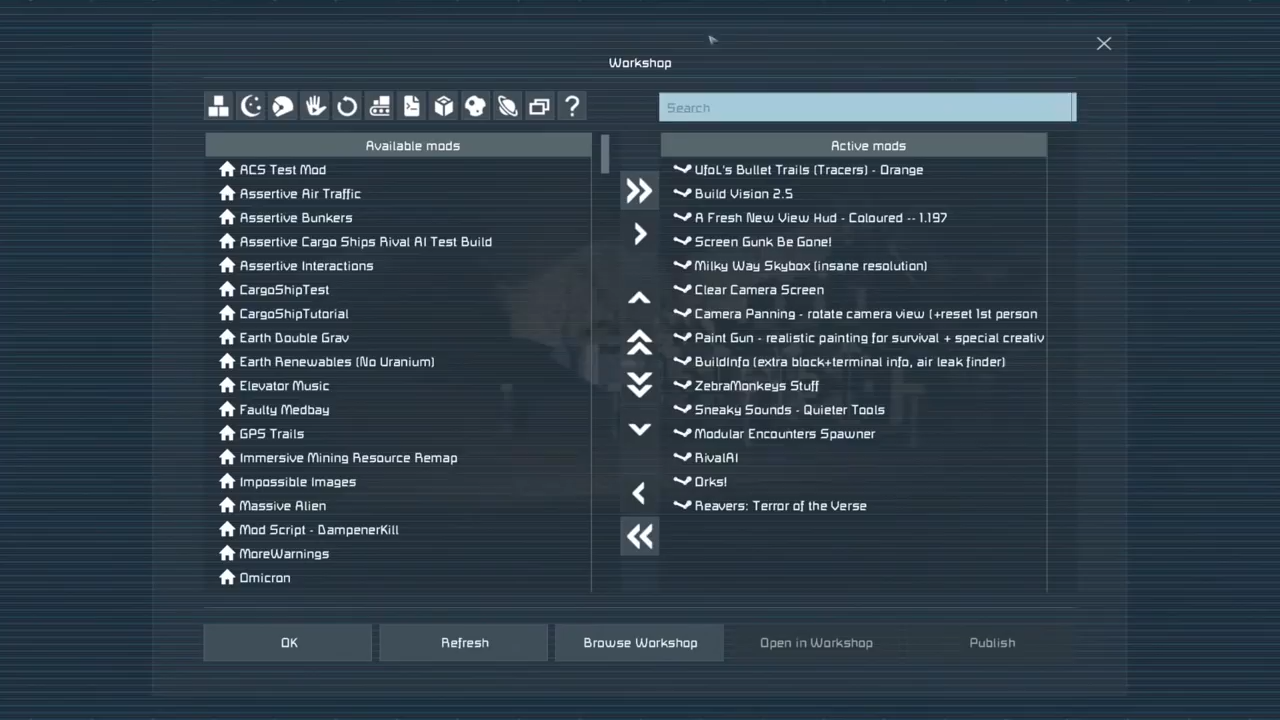 Workshop
Search
Available mods
ACS Test Mod
Assertive Air Traffic
Assertive Bunkers
Assertive Cargo Ships Rival AI Test Build
Assertive Interactions
CargoShipTest
CargoShipTutorial
Earth Double Grav
Earth Renewables (No Uranium)
Elevator Music
Faulty Medbay
GPS Trails
Immersive Mining Resource Remap
Impossible Images
Massive Alien
Mod Script - DampenerKill
MoreWarnings
Omicron
Active mods
UfoL's Bullet Trails (Tracers) - Orange
Build Vision 2.5
A Fresh New View Hud - Coloured -- 1.197
Screen Gunk Be Gone!
Milky Way Skybox (insane resolution)
Clear Camera Screen
Camera Panning - rotate camera view (+reset 1st person
Paint Gun - realistic painting for survival + special creativ
BuildInfo (extra block+terminal info, air leak finder)
ZebraMonkeys Stuff
Sneaky Sounds - Quieter Tools
Modular Encounters Spawner
RivalAI
Orks!
Reavers: Terror of the Verse
OK
Refresh
Browse Workshop
Open in Workshop
Publish